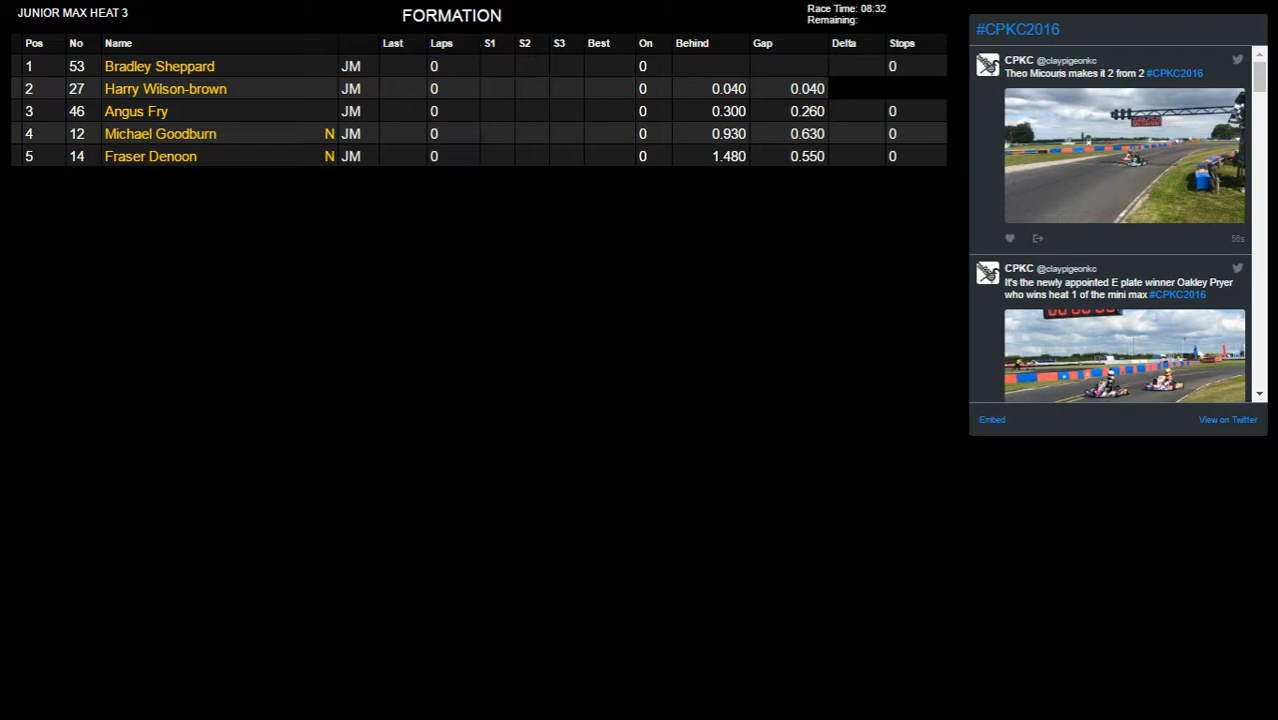 JUNIOR MAX HEAT 3
FORMATION
Race Time: 08:32
Remaining:
Pos No Name Last Laps S1 S2 S3 Best On Behind Gap Delta Stops
1 53 Bradley Sheppard JM 0 0 0
2 27 Harry Wilson-brown JM 0 0 0.040 0.040
3 46 Angus Fry JM 0 0 0.300 0.260 0
4 12 Michael Goodburn N JM 0 0 0.930 0.630 0
5 14 Fraser Denoon N JM 0 0 1.480 0.550 0
#CPKC2016
CPKC @claypigeonkc
Theo Micouris makes it 2 from 2 #CPKC2016
56s
CPKC @claypigeonkc
It's the newly appointed E plate winner Oakley Pryer
who wins heat 1 of the mini max #CPKC2016
Embed
View on Twitter